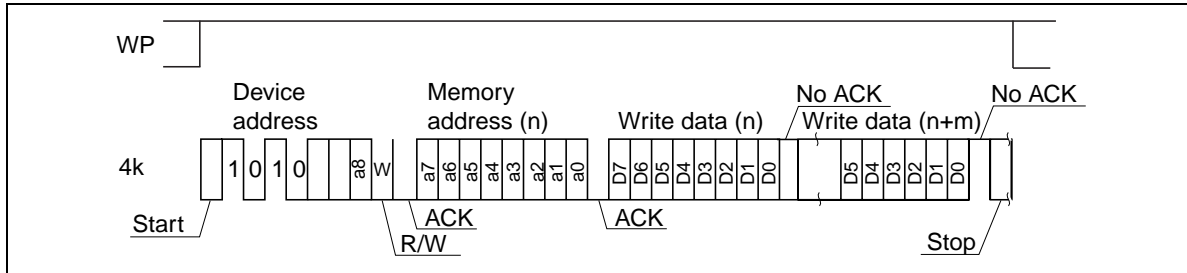 WP
Device
address
Memory
address (n)
Write data (n)
No ACK
Write data (n+m)
No ACK
4k
1 0 1 0 a8 W a7 a6 a5 a4 a3 a2 a1 a0 D7 D6 D5 D4 D3 D2 D1 D0 D5 D4 D3 D2 D1 D0
Start
R/W
ACK
ACK
Stop